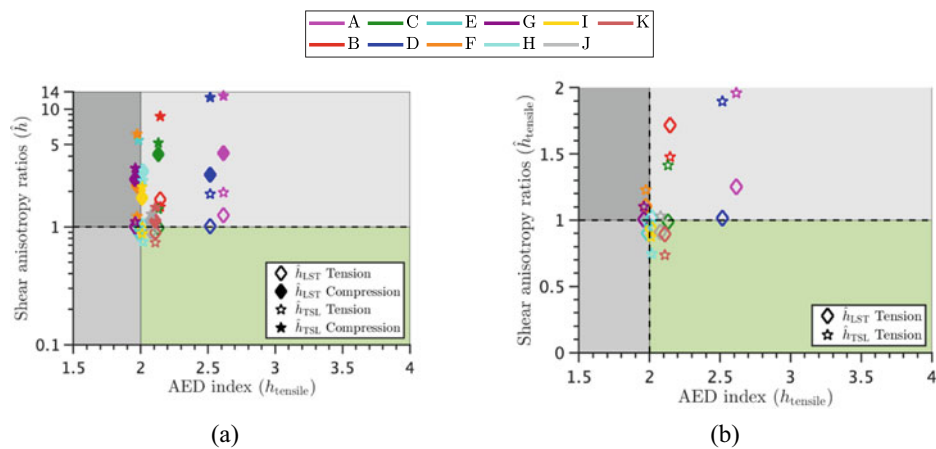 A C E G I K
B D F H J
Shear anisotropy ratios (ĥ)
14
10
5
1
0.1
1.5 2 2.5 3 3.5 4
AED index (h_tensile)
ĥ_LST Tension
ĥ_LST Compression
ĥ_TSL Tension
ĥ_TSL Compression
(a)
Shear anisotropy ratios (ĥ_tensile)
2
1.5
1
0.5
0
1.5 2 2.5 3 3.5 4
AED index (h_tensile)
ĥ_LST Tension
ĥ_TSL Tension
(b)